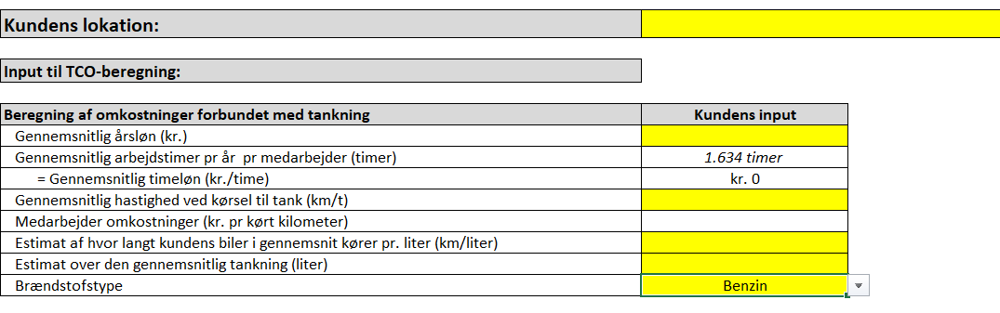 Kundens lokation:
Input til TCO-beregning:
Beregning af omkostninger forbundet med tankning Kundens input
Gennemsnitlig årsløn (kr.)
Gennemsnitlig arbejdstimer pr år pr medarbejder (timer) 1.634 timer
= Gennemsnitlig timeløn (kr./time) kr. 0
Gennemsnitlig hastighed ved kørsel til tank (km/t)
Medarbejder omkostninger (kr. pr kørt kilometer)
Estimat af hvor langt kundens biler i gennemsnit kører pr. liter (km/liter)
Estimat over den gennemsnitlig tankning (liter)
Brændstofstype Benzin